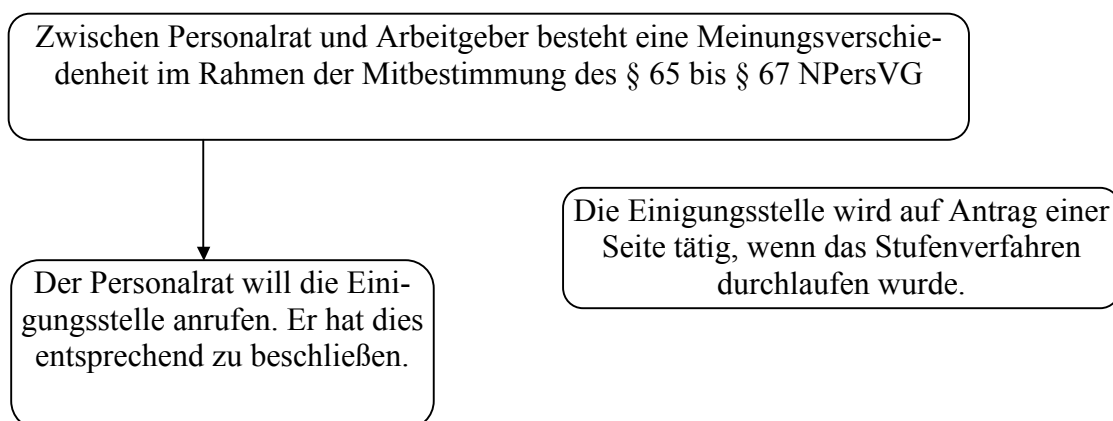 Zwischen Personalrat und Arbeitgeber besteht eine Meinungsverschie-
denheit im Rahmen der Mitbestimmung des § 65 bis § 67 NPersVG
Die Einigungsstelle wird auf Antrag einer
Seite tätig, wenn das Stufenverfahren
durchlaufen wurde.
Der Personalrat will die Eini-
gungsstelle anrufen. Er hat dies
entsprechend zu beschließen.